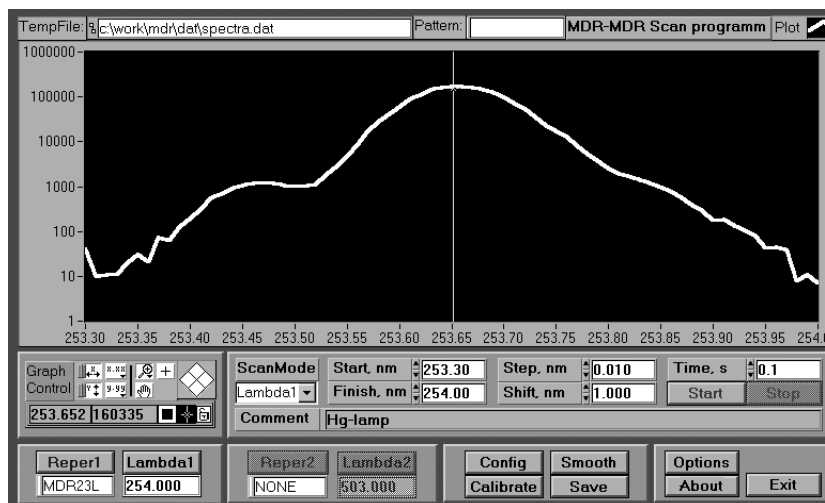 TempFile: % c:\work\mdr\dat\spectra.dat Pattern: MDR-MDR Scan programm Plot
1000000
100000
10000
1000
100
10
1
253.30 253.35 253.40 253.45 253.50 253.55 253.60 253.65 253.70 253.75 253.80 253.85 253.90 253.95 254.0
Graph Control
X x.xx
Y y.yy
253.652 160335
ScanMode Start, nm 253.30 Step, nm 0.010 Time, s 0.1
Lambda1 Finish, nm 254.00 Shift, nm 1.000 Start Stop
Comment Hg-lamp
Reper1 Lambda1 Reper2 Lambda2 Config Smooth Options
MDR23L 254.000 NONE 503.000 Calibrate Save About Exit